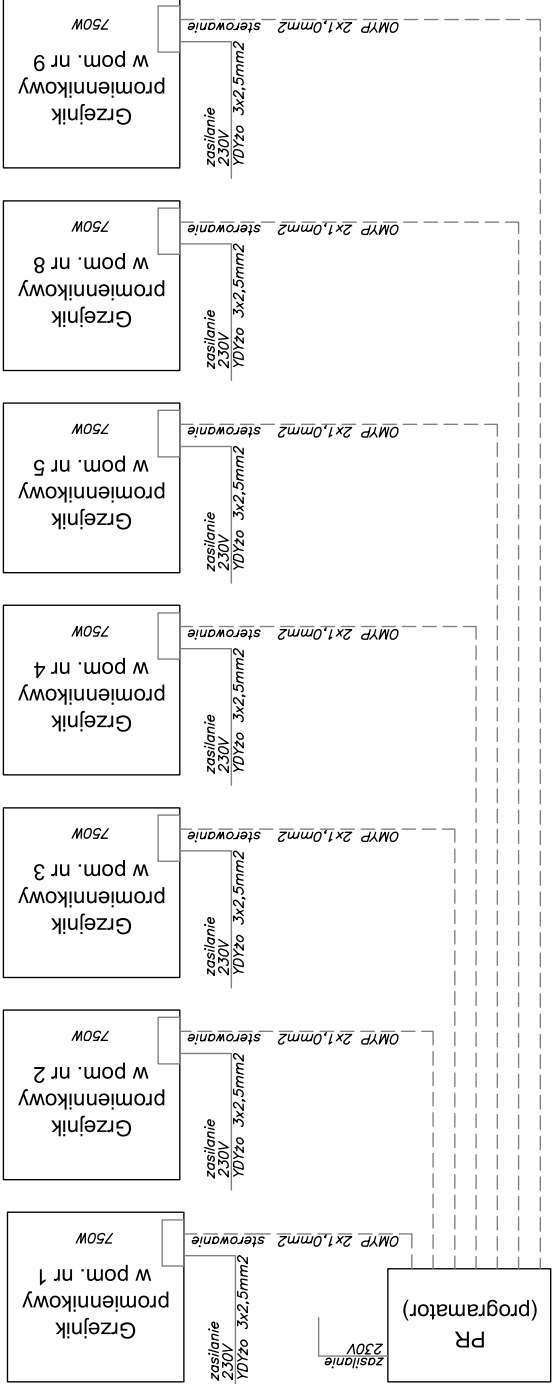 PR
(programator)
zasilanie
230V
Grzejnik
promiennikowy
w pom. nr 1
750W
zasilanie
230V
YDYżo 3x2,5mm2
OMYP 2x1,0mm2 sterowanie
Grzejnik
promiennikowy
w pom. nr 2
750W
zasilanie
230V
YDYżo 3x2,5mm2
OMYP 2x1,0mm2 sterowanie
Grzejnik
promiennikowy
w pom. nr 3
750W
zasilanie
230V
YDYżo 3x2,5mm2
OMYP 2x1,0mm2 sterowanie
Grzejnik
promiennikowy
w pom. nr 4
750W
zasilanie
230V
YDYżo 3x2,5mm2
OMYP 2x1,0mm2 sterowanie
Grzejnik
promiennikowy
w pom. nr 5
750W
zasilanie
230V
YDYżo 3x2,5mm2
OMYP 2x1,0mm2 sterowanie
Grzejnik
promiennikowy
w pom. nr 8
750W
zasilanie
230V
YDYżo 3x2,5mm2
OMYP 2x1,0mm2 sterowanie
Grzejnik
promiennikowy
w pom. nr 9
750W
zasilanie
230V
YDYżo 3x2,5mm2
OMYP 2x1,0mm2 sterowanie